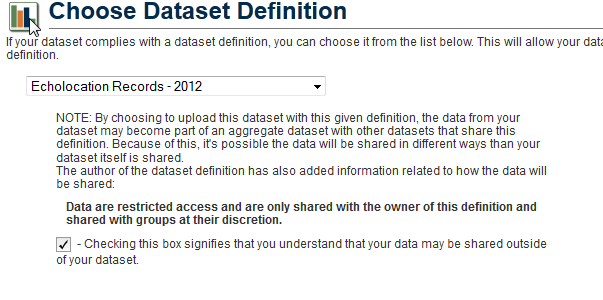 Choose Dataset Definition
If your dataset complies with a dataset definition, you can choose it from the list below. This will allow your data
definition.
Echolocation Records - 2012
NOTE: By choosing to upload this dataset with this given definition, the data from your
dataset may become part of an aggregate dataset with other datasets that share this
definition. Because of this, it's possible the data will be shared in different ways than your
dataset itself is shared.
The author of the dataset definition has also added information related to how the data will
be shared:
Data are restricted access and are only shared with the owner of this definition and
shared with groups at their discretion.
- Checking this box signifies that you understand that your data may be shared outside
of your dataset.